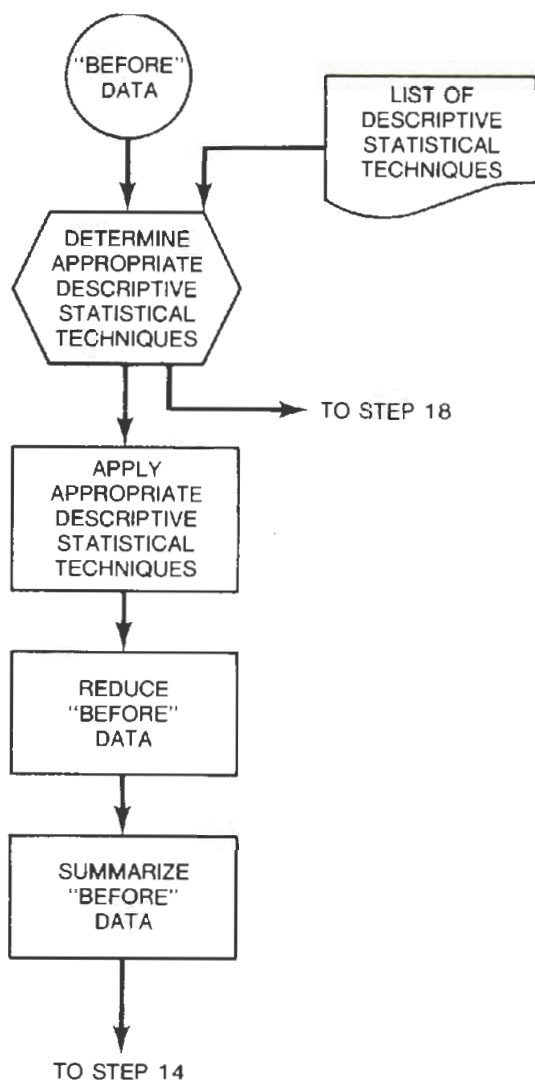 "BEFORE"
DATA
LIST OF
DESCRIPTIVE
STATISTICAL
TECHNIQUES
DETERMINE
APPROPRIATE
DESCRIPTIVE
STATISTICAL
TECHNIQUES
TO STEP 18
APPLY
APPROPRIATE
DESCRIPTIVE
STATISTICAL
TECHNIQUES
REDUCE
"BEFORE"
DATA
SUMMARIZE
"BEFORE"
DATA
TO STEP 14